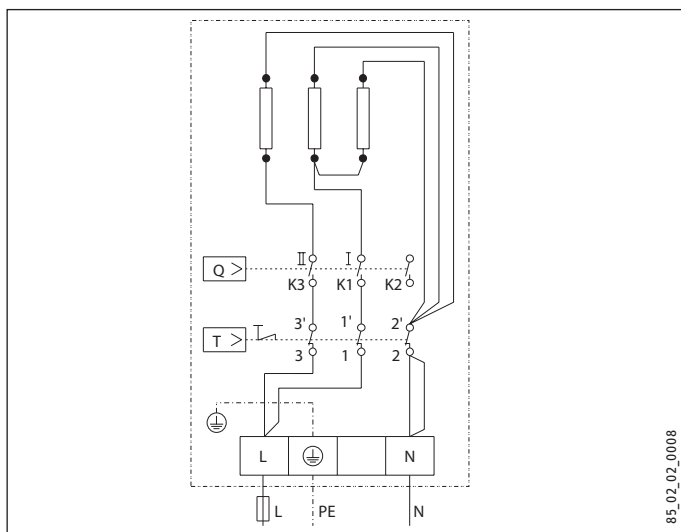 II I
Q >
K3 K1 K2
3' 1' 2'
T >
3 1 2
L N
L PE N
85_02_02_0008